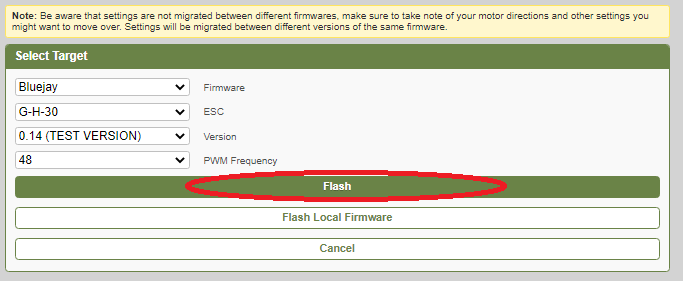 Note: Be aware that settings are not migrated between different firmwares, make sure to take note of your motor directions and other settings you
might want to move over. Settings will be migrated between different versions of the same firmware.
Select Target
Bluejay Firmware
G-H-30 ESC
0.14 (TEST VERSION) Version
48 PWM Frequency
Flash
Flash Local Firmware
Cancel